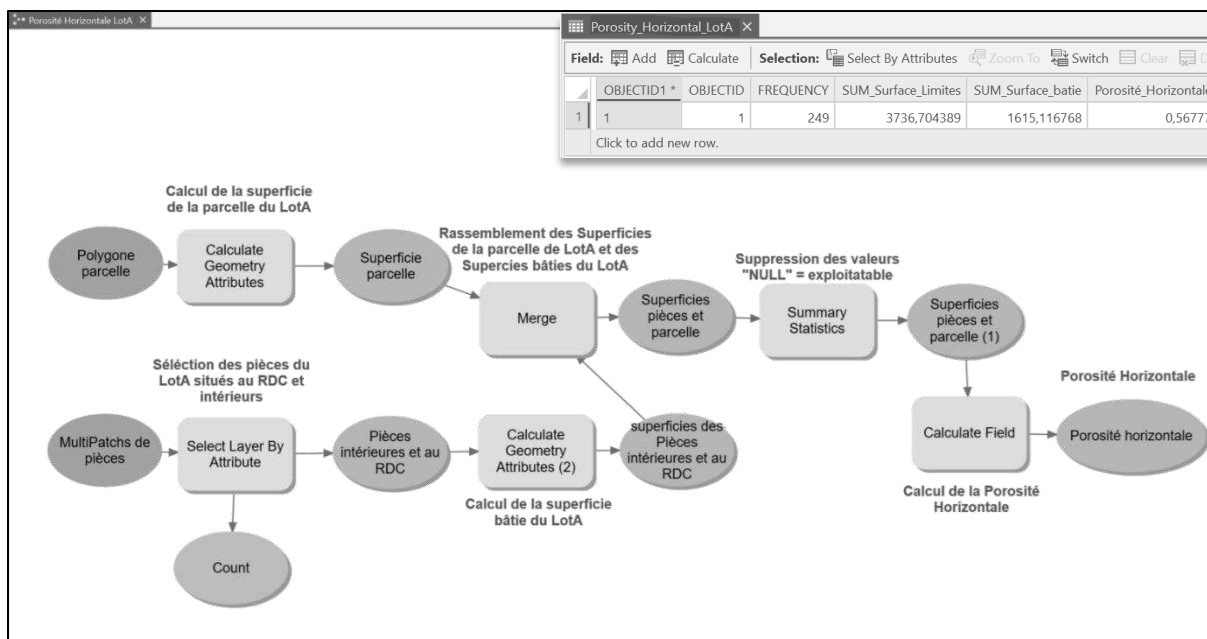 Porosité Horizontale LotA
Porosity_Horizontal_LotA
Field: Add Calculate Selection: Select By Attributes Zoom To Switch Clear
OBJECTID1 * OBJECTID FREQUENCY SUM_Surface_Limites SUM_Surface_batie Porosité_Horizontale
1 1 1 249 3736,704389 1615,116768 0,56777
Click to add new row.
Calcul de la superficie
de la parcelle du LotA
Polygone
parcelle
Calculate
Geometry
Attributes
Superficie
parcelle
Rassemblement des Superficies
de la parcelle de LotA et des
Supercies bâties du LotA
Merge
Superficies
pièces et
parcelle
Suppression des valeurs
"NULL" = exploitatable
Summary
Statistics
Superficies
pièces et
parcelle (1)
Séléction des pièces du
LotA situés au RDC et
intérieurs
MultiPatchs de
pièces
Select Layer By
Attribute
Pièces
intérieures et au
RDC
Calculate
Geometry
Attributes (2)
superficies des
Pièces
intérieures et au
RDC
Calcul de la superficie
bâtie du LotA
Count
Calculate Field
Calcul de la Porosité
Horizontale
Porosité Horizontale
Porosité horizontale